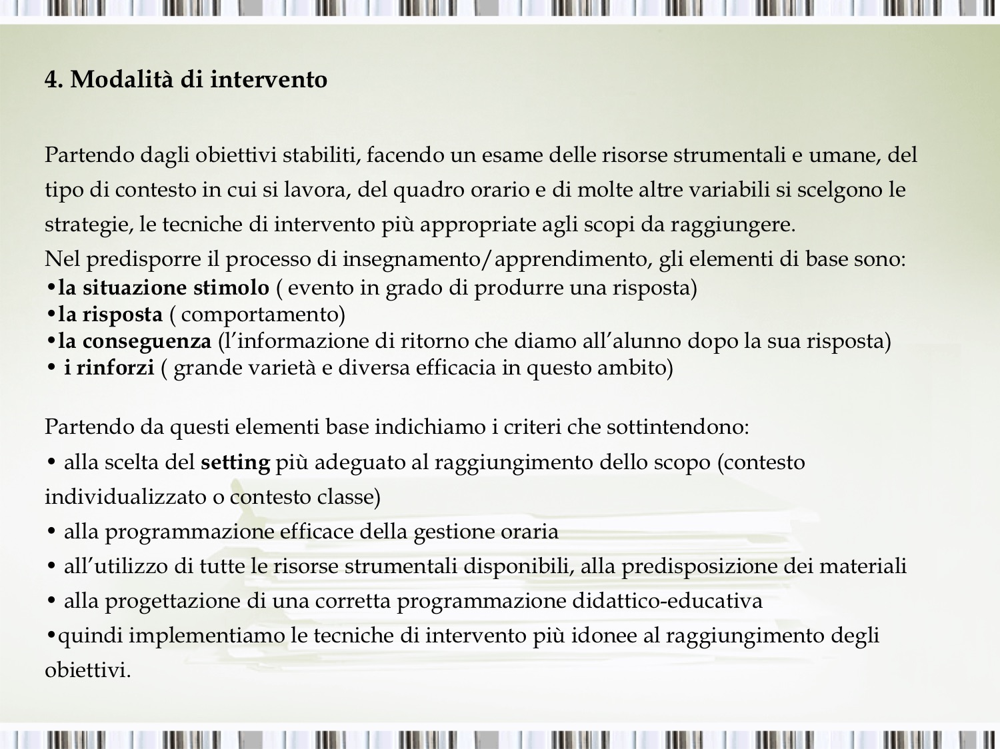 4. Modalità di intervento
Partendo dagli obiettivi stabiliti, facendo un esame delle risorse strumentali e umane, del
tipo di contesto in cui si lavora, del quadro orario e di molte altre variabili si scelgono le
strategie, le tecniche di intervento più appropriate agli scopi da raggiungere.
Nel predisporre il processo di insegnamento/apprendimento, gli elementi di base sono:
•la situazione stimolo ( evento in grado di produrre una risposta)
•la risposta ( comportamento)
•la conseguenza (l’informazione di ritorno che diamo all’alunno dopo la sua risposta)
• i rinforzi ( grande varietà e diversa efficacia in questo ambito)
Partendo da questi elementi base indichiamo i criteri che sottintendono:
• alla scelta del setting più adeguato al raggiungimento dello scopo (contesto
individualizzato o contesto classe)
• alla programmazione efficace della gestione oraria
• all’utilizzo di tutte le risorse strumentali disponibili, alla predisposizione dei materiali
• alla progettazione di una corretta programmazione didattico-educativa
•quindi implementiamo le tecniche di intervento più idonee al raggiungimento degli
obiettivi.